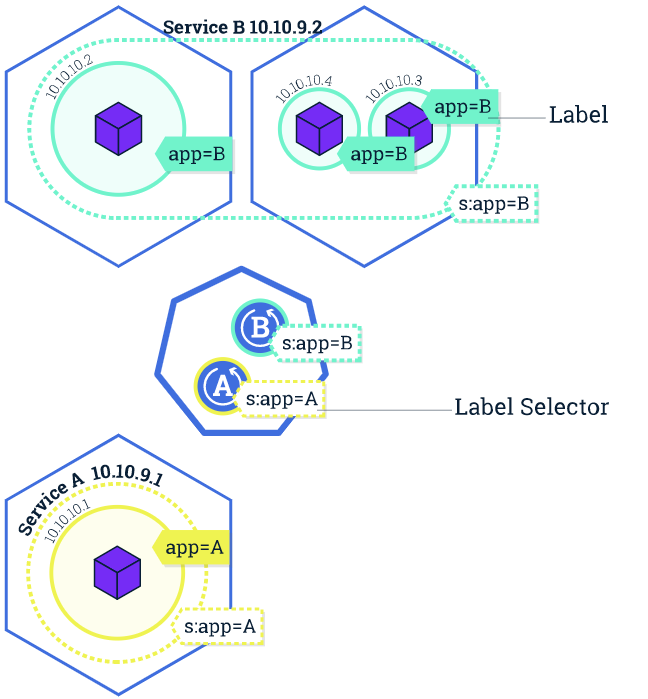 Service B 10.10.9.2
10.10.10.2
10.10.10.4
10.10.10.3
app=B
app=B
app=B
Label
s:app=B
B
s:app=B
A
s:app=A
Label Selector
Service A 10.10.9.1
10.10.10.1
app=A
s:app=A